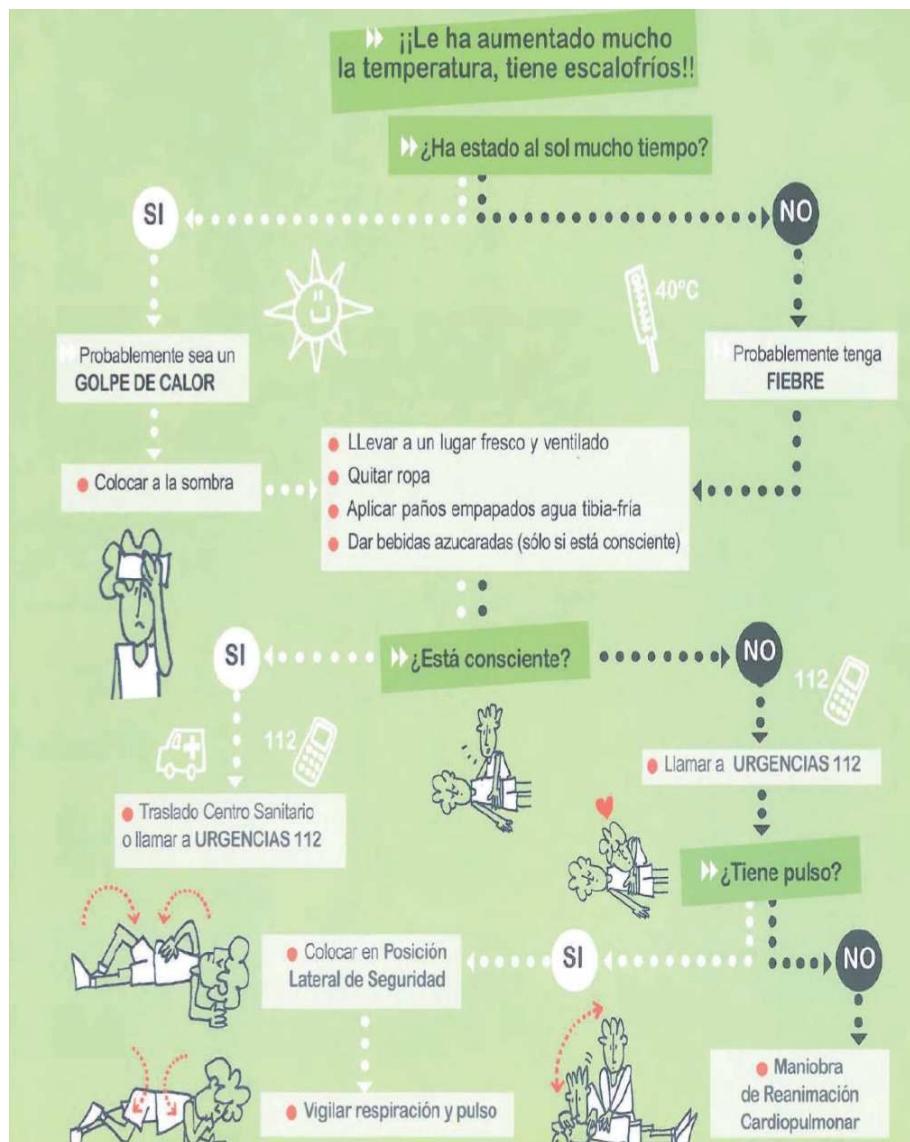 ¡¡Le ha aumentado mucho
la temperatura, tiene escalofríos!!
¿Ha estado al sol mucho tiempo?
SI
NO
40ºC
Probablemente sea un
GOLPE DE CALOR
Probablemente tenga
FIEBRE
Colocar a la sombra
LLevar a un lugar fresco y ventilado
Quitar ropa
Aplicar paños empapados agua tibia-fría
Dar bebidas azucaradas (sólo si está consciente)
¿Está consciente?
SI
NO
112
112
Traslado Centro Sanitario
o llamar a URGENCIAS 112
Llamar a URGENCIAS 112
¿Tiene pulso?
SI
NO
Colocar en Posición
Lateral de Seguridad
Vigilar respiración y pulso
Maniobra
de Reanimación
Cardiopulmonar